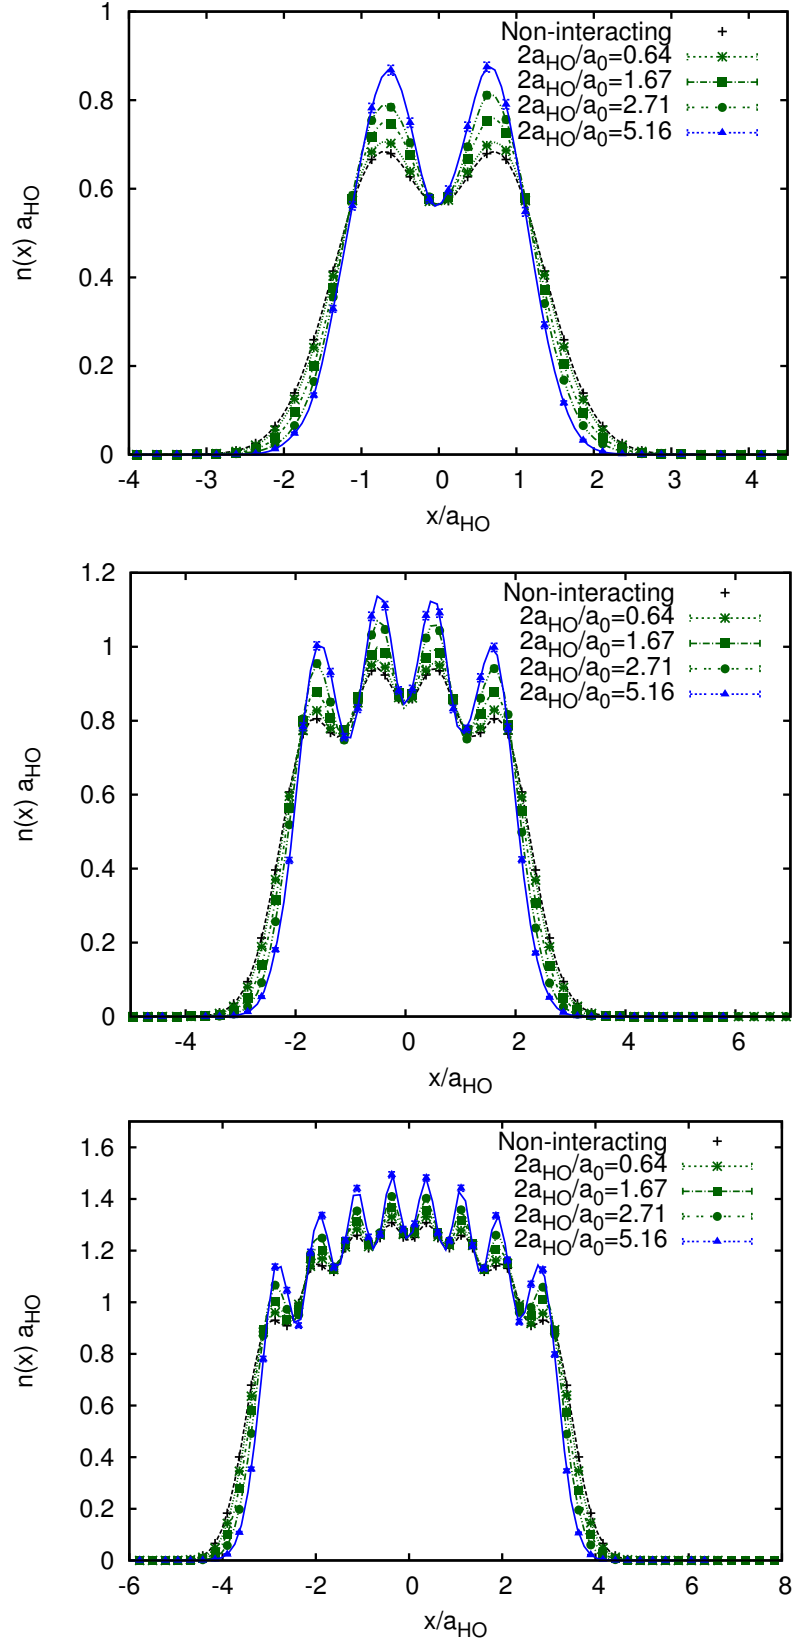 1
0.8
0.6
0.4
0.2
0
n(x) a_HO
Non-interacting
2a_HO/a_0=0.64
2a_HO/a_0=1.67
2a_HO/a_0=2.71
2a_HO/a_0=5.16
-4 -3 -2 -1 0 1 2 3 4
x/a_HO
1.2
1
0.8
0.6
0.4
0.2
0
n(x) a_HO
Non-interacting
2a_HO/a_0=0.64
2a_HO/a_0=1.67
2a_HO/a_0=2.71
2a_HO/a_0=5.16
-4 -2 0 2 4 6
x/a_HO
1.6
1.4
1.2
1
0.8
0.6
0.4
0.2
0
n(x) a_HO
Non-interacting
2a_HO/a_0=0.64
2a_HO/a_0=1.67
2a_HO/a_0=2.71
2a_HO/a_0=5.16
-6 -4 -2 0 2 4 6 8
x/a_HO